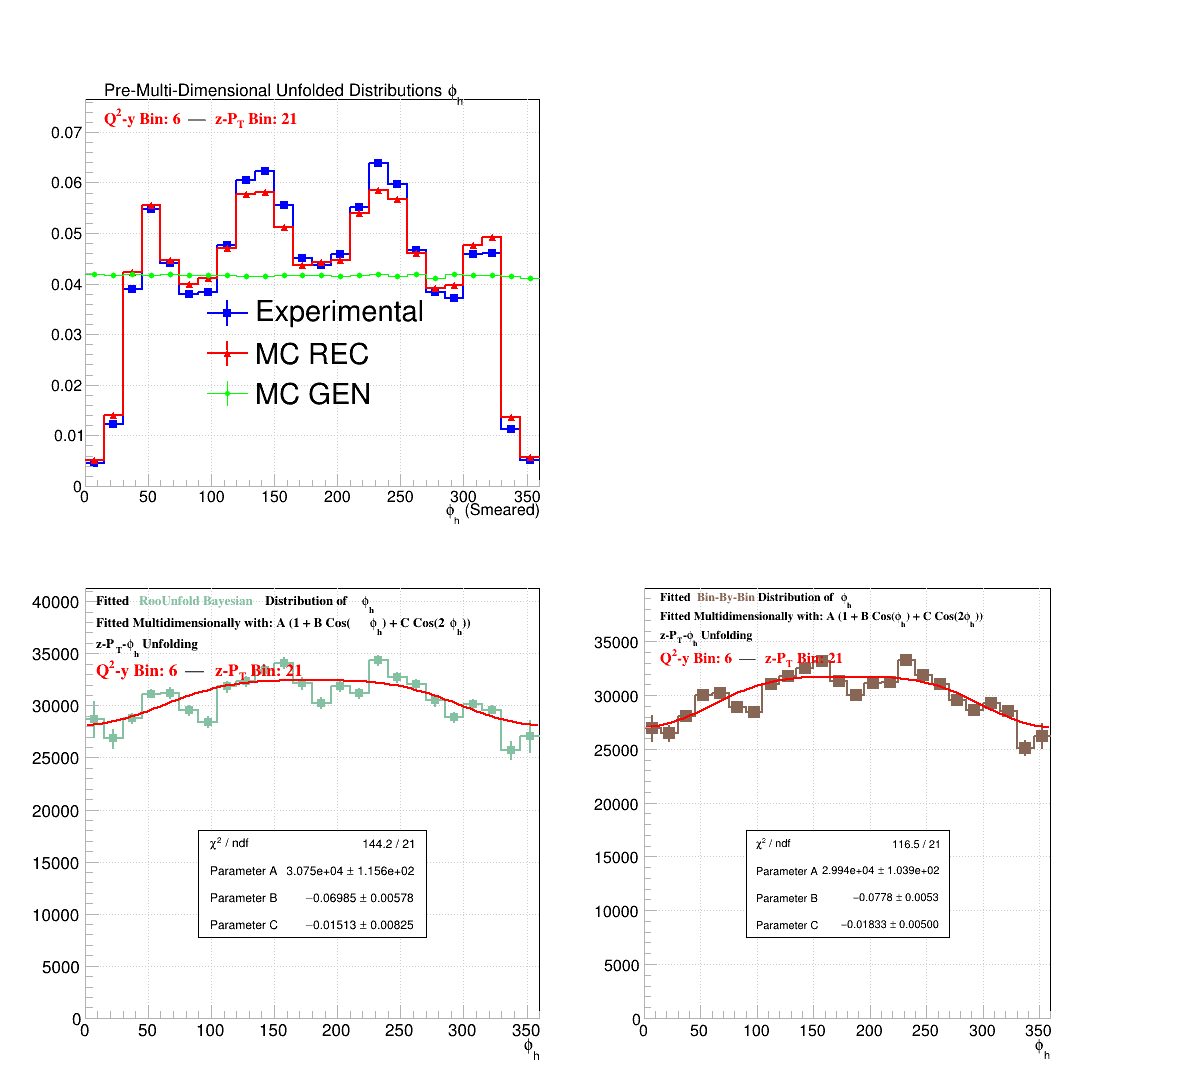 Pre-Multi-Dimensional Unfolded Distributions ϕh
Q²-y Bin: 6 — z-PT Bin: 21
0.07
0.06
0.05
0.04
0.03
0.02
0.01
0
Experimental
MC REC
MC GEN
0 50 100 150 200 250 300 350
ϕh (Smeared)
Fitted RooUnfold Bayesian Distribution of ϕh
Fitted Multidimensionally with: A (1 + B Cos( ϕh) + C Cos(2 ϕh))
z-PT-ϕh Unfolding
Q²-y Bin: 6 — z-PT Bin: 21
40000
35000
30000
25000
20000
15000
10000
5000
0
χ² / ndf 144.2 / 21
Parameter A 3.075e+04 ± 1.156e+02
Parameter B −0.06985 ± 0.00578
Parameter C −0.01513 ± 0.00825
0 50 100 150 200 250 300 350
ϕh
Fitted Bin-By-Bin Distribution of ϕh
Fitted Multidimensionally with: A (1 + B Cos(ϕh) + C Cos(2ϕh))
z-PT-ϕh Unfolding
Q²-y Bin: 6 — z-PT Bin: 21
35000
30000
25000
20000
15000
10000
5000
0
χ² / ndf 116.5 / 21
Parameter A 2.994e+04 ± 1.039e+02
Parameter B −0.0778 ± 0.0053
Parameter C −0.01833 ± 0.00500
0 50 100 150 200 250 300 350
ϕh